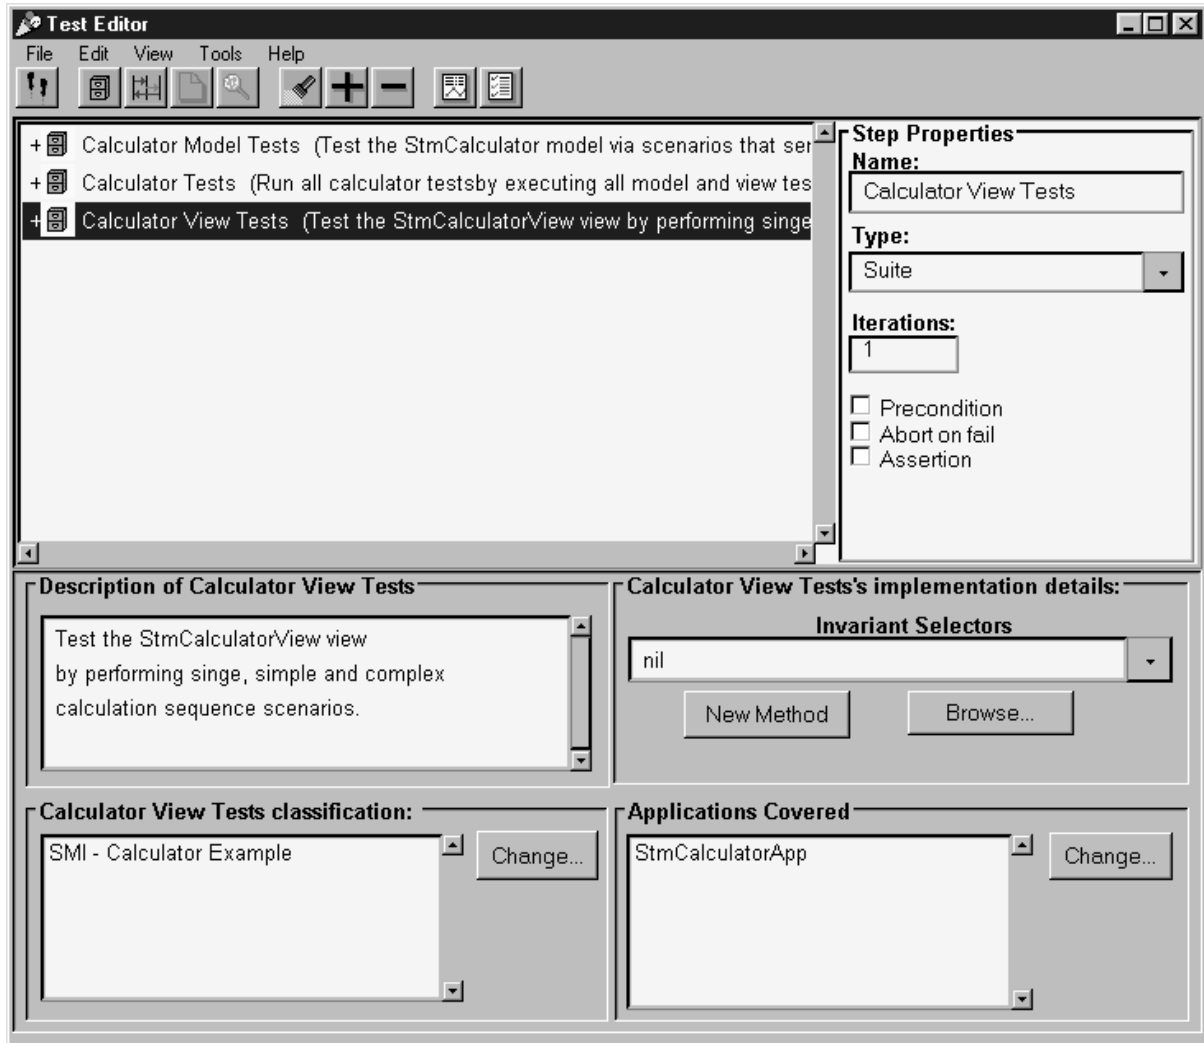 Test Editor
File Edit View Tools Help
+ Calculator Model Tests (Test the StmCalculator model via scenarios that ser
+ Calculator Tests (Run all calculator testsby executing all model and view tes
+ Calculator View Tests (Test the StmCalculatorView view by performing singe
Step Properties
Name:
Calculator View Tests
Type:
Suite
Iterations:
1
Precondition
Abort on fail
Assertion
Description of Calculator View Tests
Test the StmCalculatorView view
by performing singe, simple and complex
calculation sequence scenarios.
Calculator View Tests's implementation details:
Invariant Selectors
nil
New Method Browse...
Calculator View Tests classification:
SMI - Calculator Example
Change...
Applications Covered
StmCalculatorApp
Change...